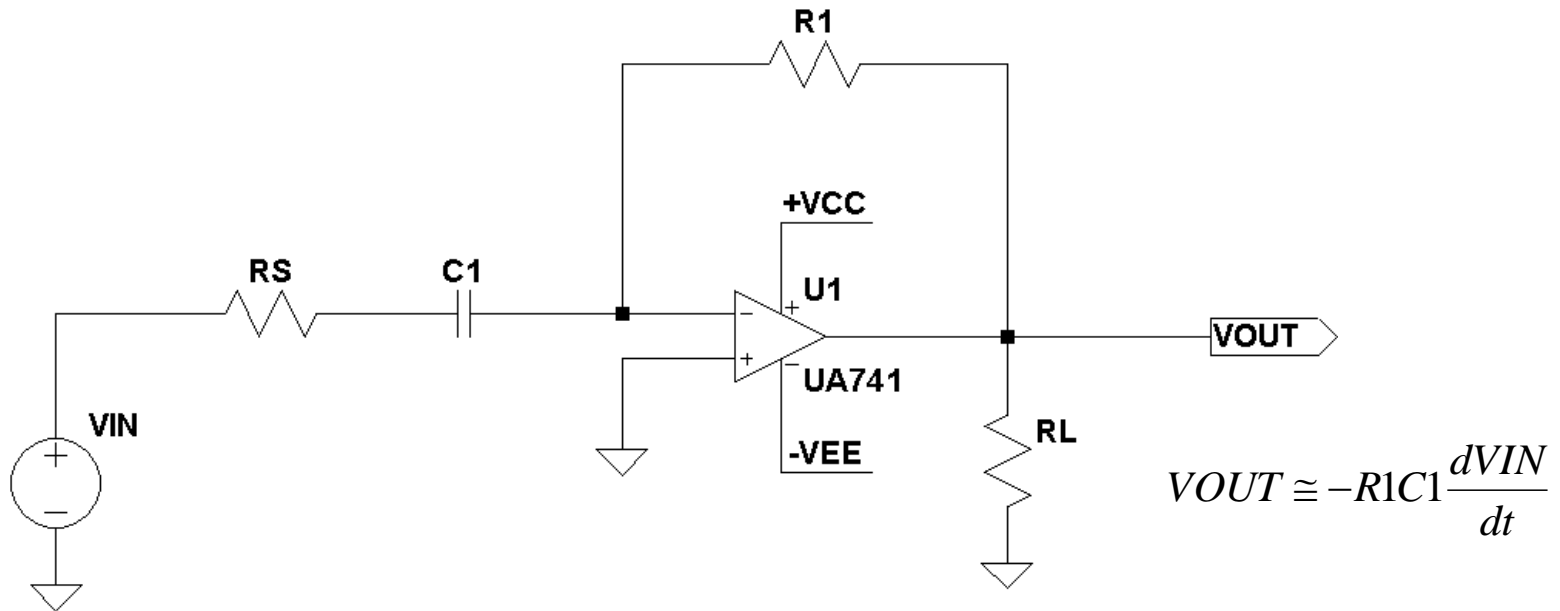 R1
+VCC
RS
C1
U1
UA741
VOUT
VIN
-VEE
RL
VOUT ≅ -R1C1 dVIN/dt